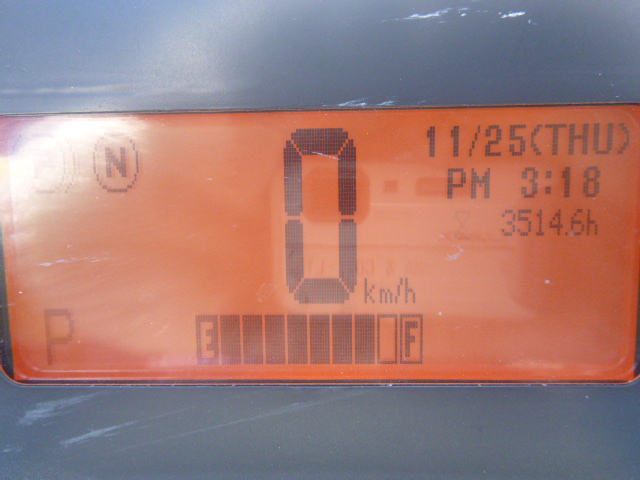 N
0 km/h
11/25(THU)
PM 3:18
3514.6h
P
E F